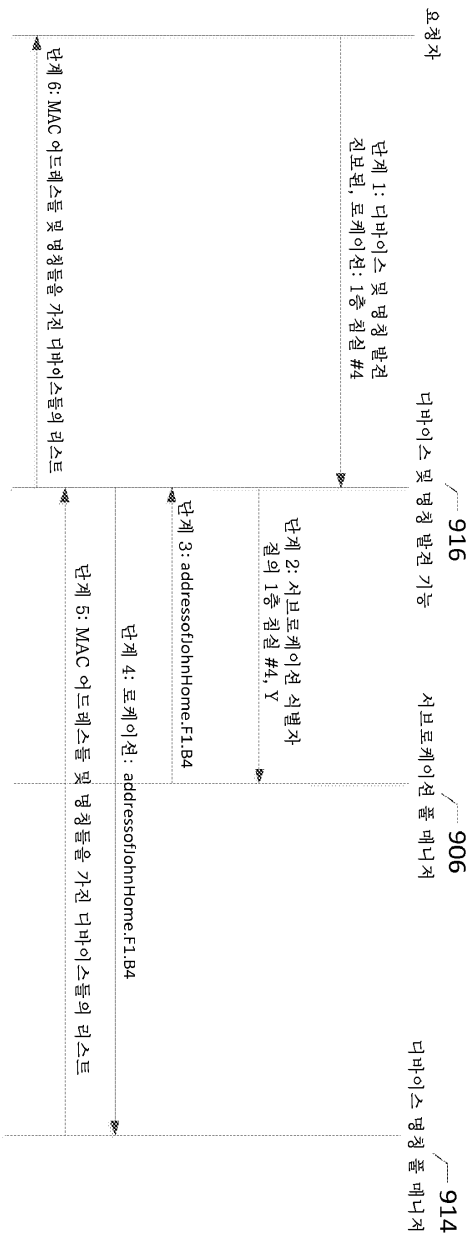 요청자
916
디바이스 및 명칭 발견 기능
906
서브로케이션 풀 매니저
914
디바이스 명칭 풀 매니저
단계 1: 디바이스 및 명칭 발견
진보된, 로케이션: 1층 침실 #4
단계 2: 서브로케이션 식별자
질의 1층 침실 #4, Y
단계 3: addressofJohnHome.F1.B4
단계 4: 로케이션: addressofJohnHome.F1.B4
단계 5: MAC 어드레스들 및 명칭들을 가진 디바이스들의 리스트
단계 6: MAC 어드레스들 및 명칭들을 가진 디바이스들의 리스트